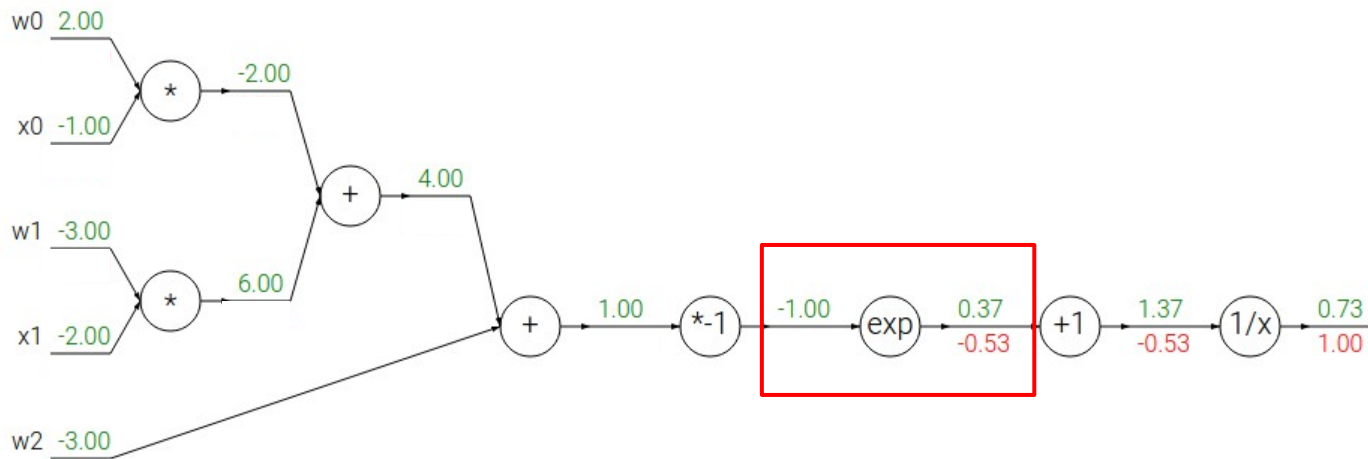 w0 2.00
* -2.00
x0 -1.00
+ 4.00
w1 -3.00
* 6.00
x1 -2.00
+ 1.00 *-1 -1.00 exp 0.37 +1 1.37 1/x 0.73
-0.53 -0.53 1.00
w2 -3.00